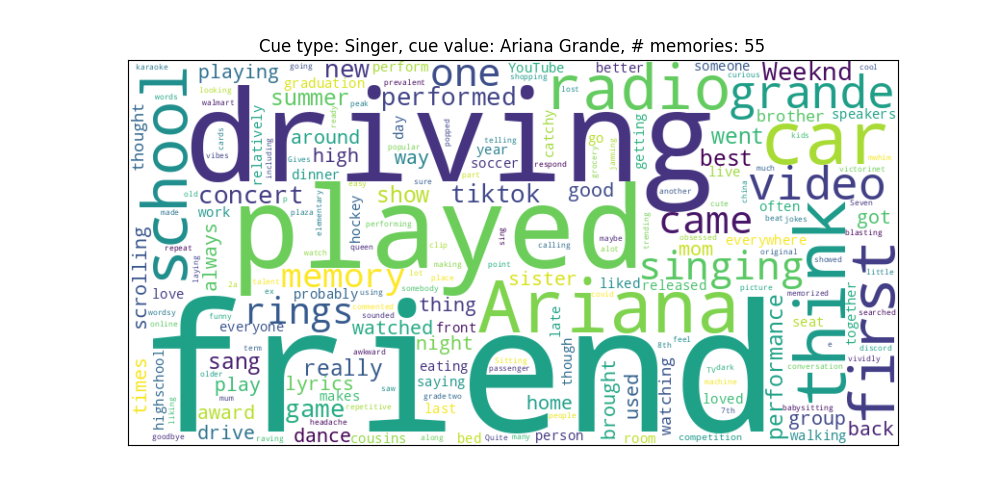 Cue type: Singer, cue value: Ariana Grande, # memories: 55
karaoke going YouTube better someone curious cool
playing new perform one shopping Weeknd
looking graduation prevalent lost
words summer performed radio grande
walmart peak brother speakers
thought school driving car
cards around day telling catchy go getting went kids
vibes relatively including ready popular year popped jamming
high way soccer respond grocery best live much victorinet
Gives dinner part video
concert easy show sure tiktok good another cute china
old p often seven
made work plaza elementary hockey performing played came beat jokes got
repeat always queen clip sing calling maybe alot trending obsessed everywhere original blasting
scrolling laying watch making point mom showed
2a talent memory lot place sister singing think little
love probably using somebody liked released picture memorized first
wordsy ex rings commented thing Ariana covid searched
online funny everyone sounded watched front late seat together
term sang awkward night though 8th feel performance e discord
highschool really eating watching conversation vividly
times older lyrics saw saying passenger Sitting friend brought used TV dark
mum play makes grade two home loved machine babysitting
liking award game repetitive last people 7th group back
drive headache
goodbye raving dance cousins along bed Quite many person room competition walking